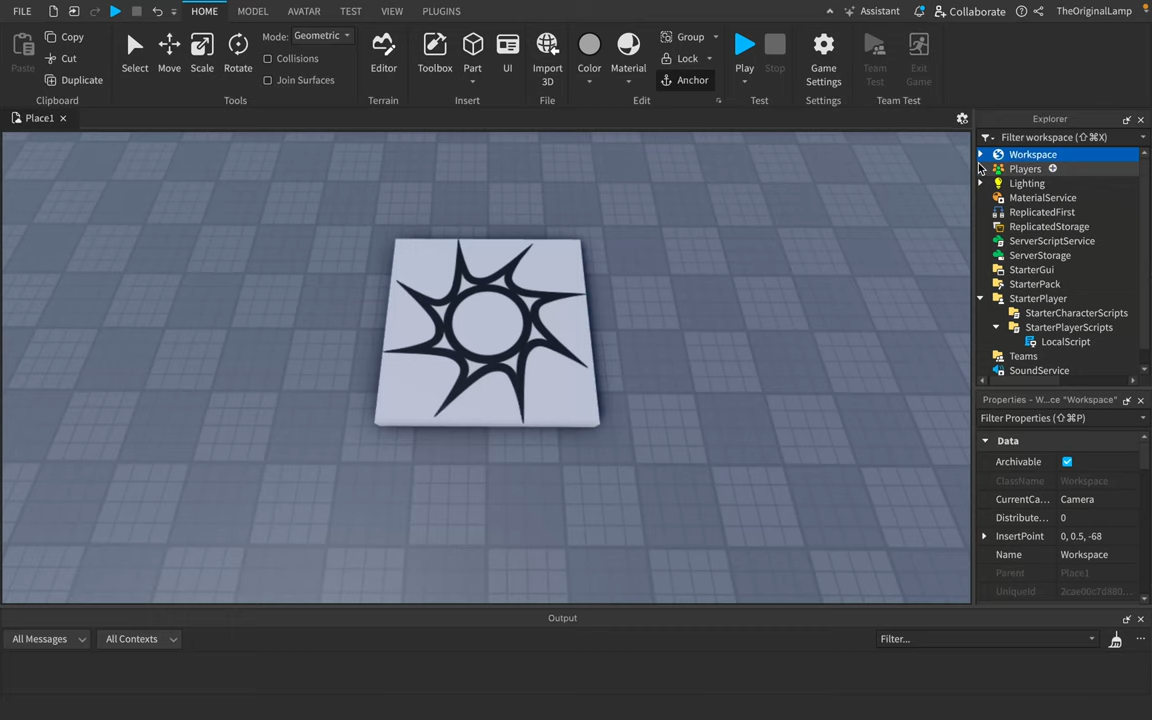 FILE HOME MODEL AVATAR TEST VIEW PLUGINS Assistant Collaborate TheOriginalLamp
Paste Copy Cut Duplicate Clipboard
Select Move Scale Rotate Mode: Geometric Collisions Join Surfaces Tools
Editor Terrain
Toolbox Part UI Insert
Import 3D File
Color Material Group Lock Anchor Edit
Play Stop Test
Game Settings Settings
Team Test Exit Game Team Test
Place1
Explorer
Filter workspace (⇧⌘X)
Workspace
Players
Lighting
MaterialService
ReplicatedFirst
ReplicatedStorage
ServerScriptService
ServerStorage
StarterGui
StarterPack
StarterPlayer
StarterCharacterScripts
StarterPlayerScripts
LocalScript
Teams
SoundService
Properties - W...ce "Workspace"
Filter Properties (⇧⌘P)
Data
Archivable
ClassName Workspace
CurrentCa... Camera
Distribute... 0
InsertPoint 0, 0.5, -68
Name Workspace
Parent Place1
UniqueId 2cae00c7d880...
Output
All Messages All Contexts Filter...